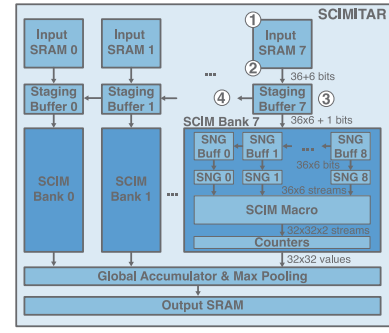 SCIMITAR
1
Input
SRAM 0
Input
SRAM 1
Input
SRAM 7
...
2
36+6 bits
Staging
Buffer 0
Staging
Buffer 1
4
Staging
Buffer 7
3
36x6 + 1 bits
SCIM Bank 7
SCIM
Bank 0
SCIM
Bank 1
...
SNG
Buff 0
SNG
Buff 1
...
SNG
Buff 8
36x6 bits
SNG 0
SNG 1
SNG 8
36x6 streams
SCIM Macro
32x32x2 streams
Counters
32x32 values
Global Accumulator & Max Pooling
Output SRAM